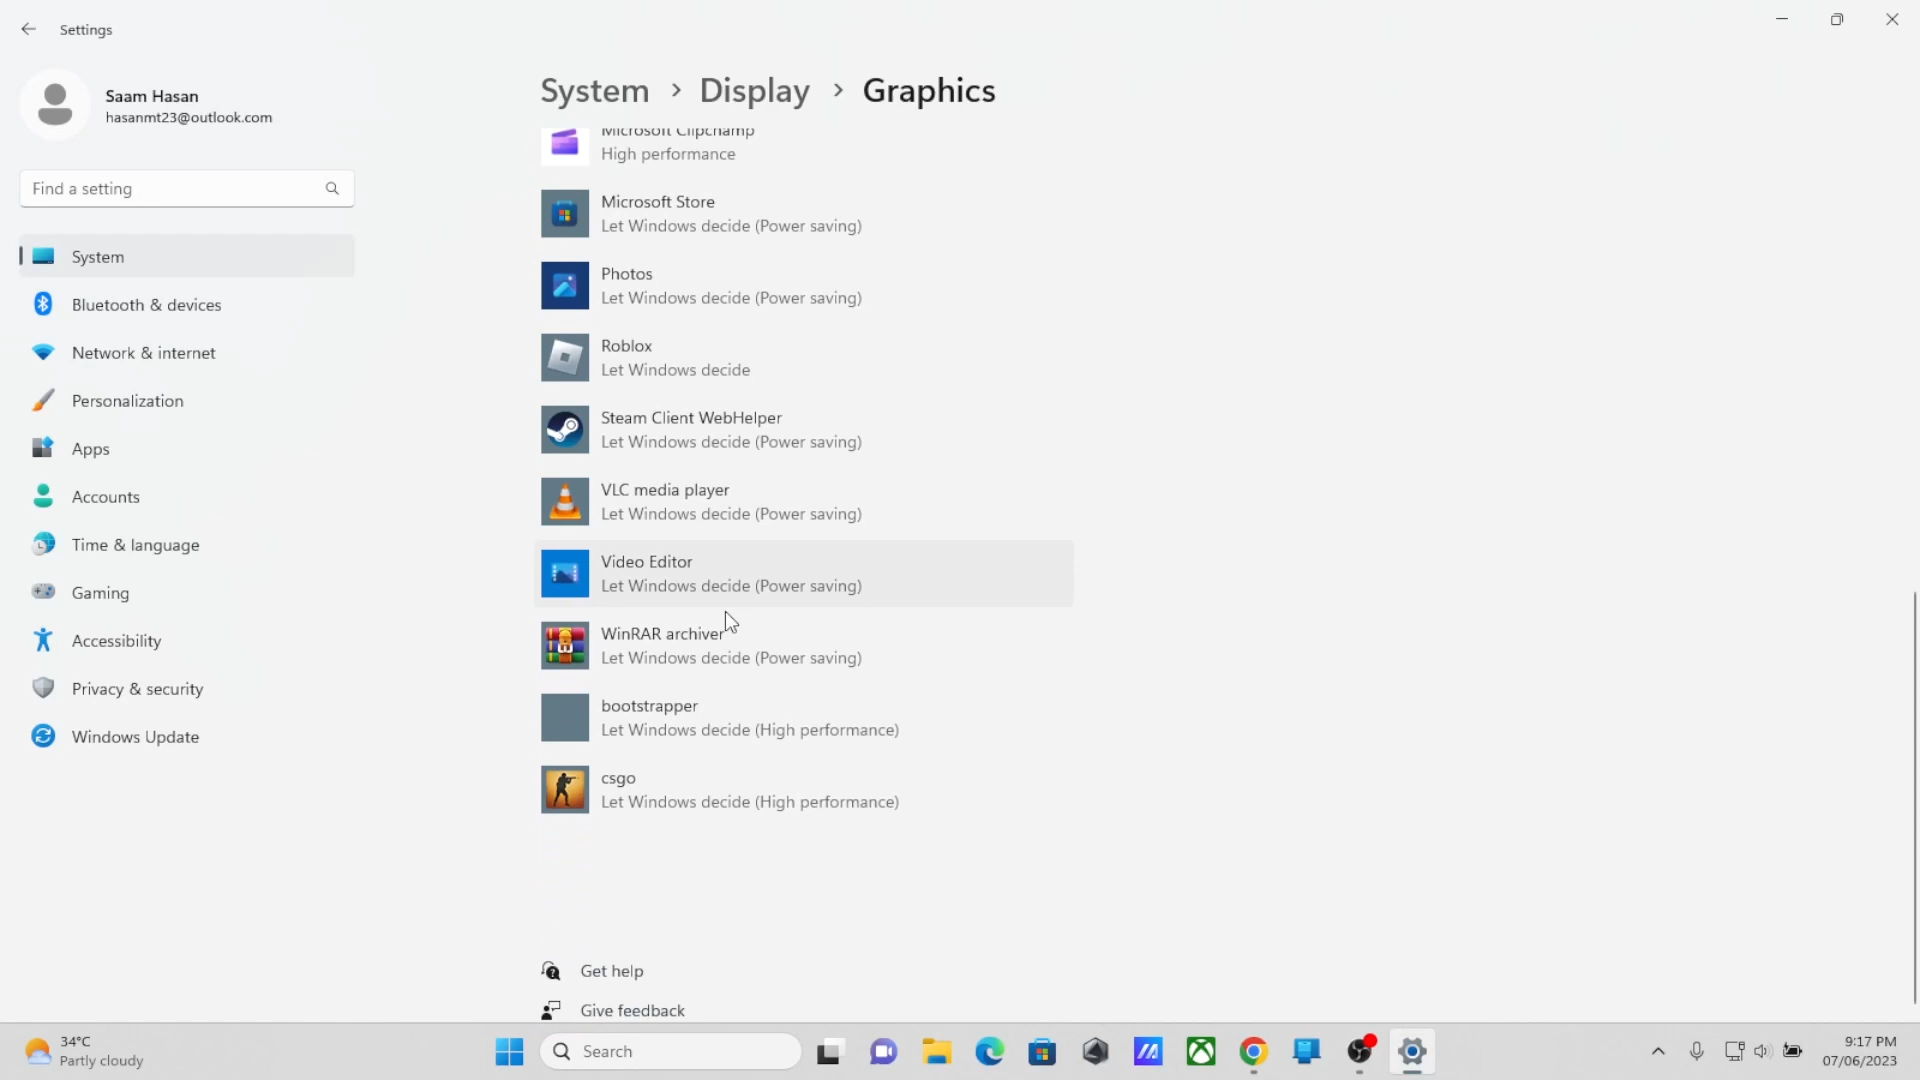 Settings
Saam Hasan
hasanmt23@outlook.com
Find a setting
System
Bluetooth & devices
Network & internet
Personalization
Apps
Accounts
Time & language
Gaming
Accessibility
Privacy & security
Windows Update
System > Display > Graphics
Microsoft Clipchamp
High performance
Microsoft Store
Let Windows decide (Power saving)
Photos
Let Windows decide (Power saving)
Roblox
Let Windows decide
Steam Client WebHelper
Let Windows decide (Power saving)
VLC media player
Let Windows decide (Power saving)
Video Editor
Let Windows decide (Power saving)
WinRAR archiver
Let Windows decide (Power saving)
bootstrapper
Let Windows decide (High performance)
csgo
Let Windows decide (High performance)
Get help
Give feedback
34°C
Partly cloudy
Search
9:17 PM
07/06/2023